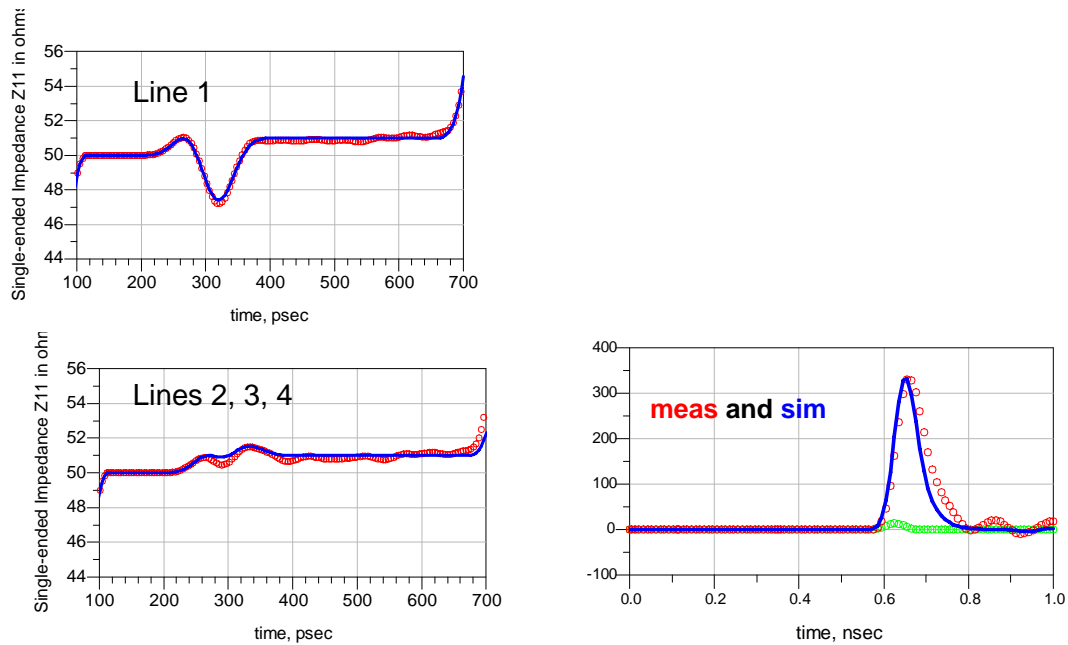 Single-ended Impedance Z11 in ohms
56
54
52
50
48
46
44
Line 1
100 200 300 400 500 600 700
time, psec
Single-ended Impedance Z11 in
56
54
52
50
48
46
44
Lines 2, 3, 4
100 200 300 400 500 600 700
time, psec
400
300
200
100
0
-100
meas and sim
0.0 0.2 0.4 0.6 0.8 1.0
time, nsec